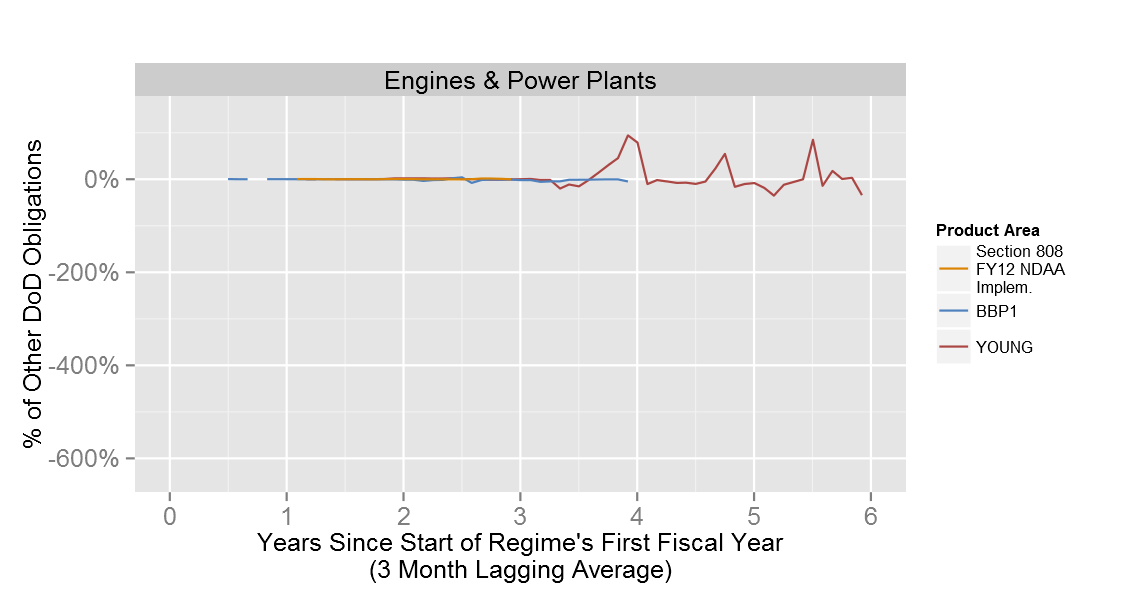 Engines & Power Plants
% of Other DoD Obligations
0%
-200%
-400%
-600%
0 1 2 3 4 5 6
Years Since Start of Regime's First Fiscal Year
(3 Month Lagging Average)
Product Area
Section 808
FY12 NDAA
Implem.
BBP1
YOUNG